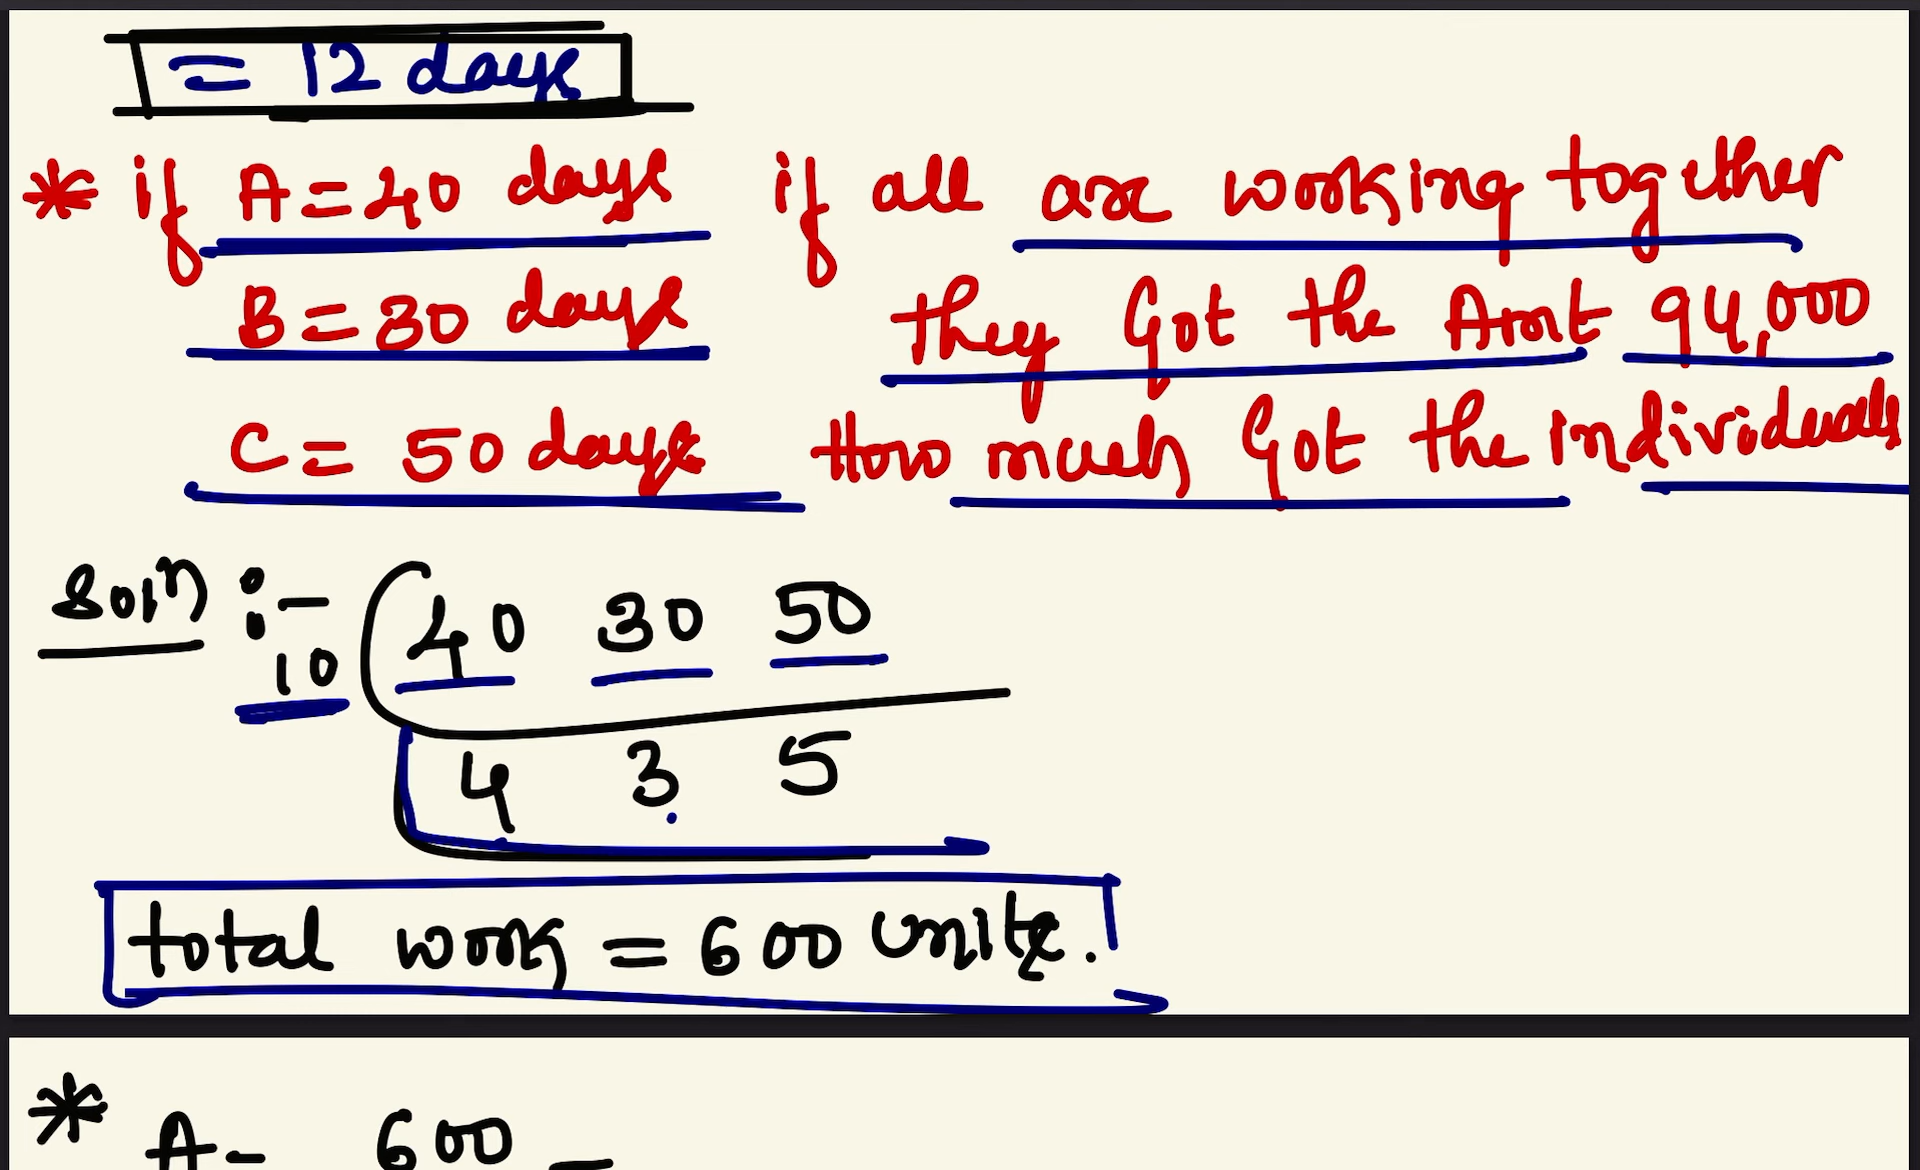 = 12 days
* if A = 40 days if all are working together
B = 30 days they Got the Amt 94,000
C = 50 days How much Got the individuals
Soln :-
10 40 30 50
4 3 5
total work = 600 units.
* A - 600 =